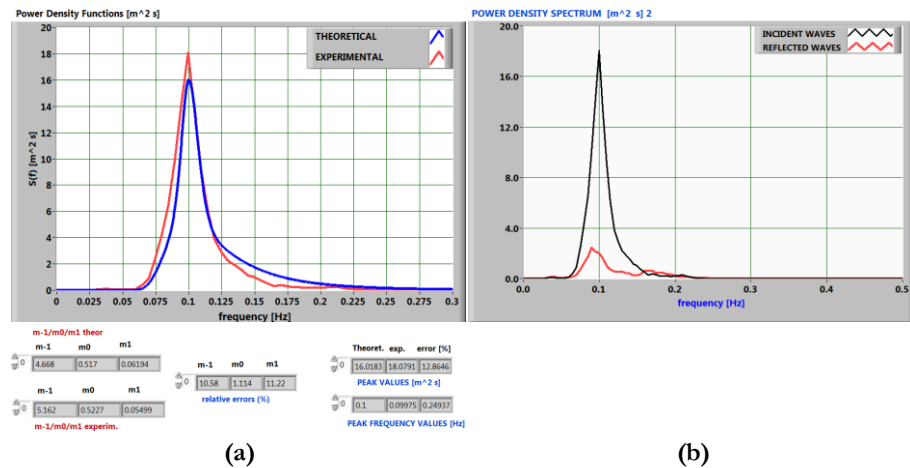 Power Density Functions [m^2 s]
THEORETICAL
EXPERIMENTAL
S(f) [m^2 s]
20
18
16
14
12
10
8
6
4
2
0
0 0.025 0.05 0.075 0.1 0.125 0.15 0.175 0.2 0.225 0.25 0.275 0.3
frequency [Hz]
POWER DENSITY SPECTRUM [m^2 s] 2
INCIDENT WAVES
REFLECTED WAVES
20.0
16.0
12.0
8.0
4.0
0.0
0.0 0.1 0.2 0.3 0.4 0.5
frequency [Hz]
m-1/m0/m1 theor
m-1 m0 m1
0 4.668 0.517 0.06194
m-1 m0 m1
0 5.162 0.5227 0.05499
m-1/m0/m1 experim.
m-1 m0 m1
0 10.58 1.114 11.22
relative errors (%)
Theoret. exp. error [%]
0 16.0183 18.0791 12.8646
PEAK VALUES [m^2 s]
0 0.1 0.09975 0.24937
PEAK FREQUENCY VALUES [Hz]
(a) (b)